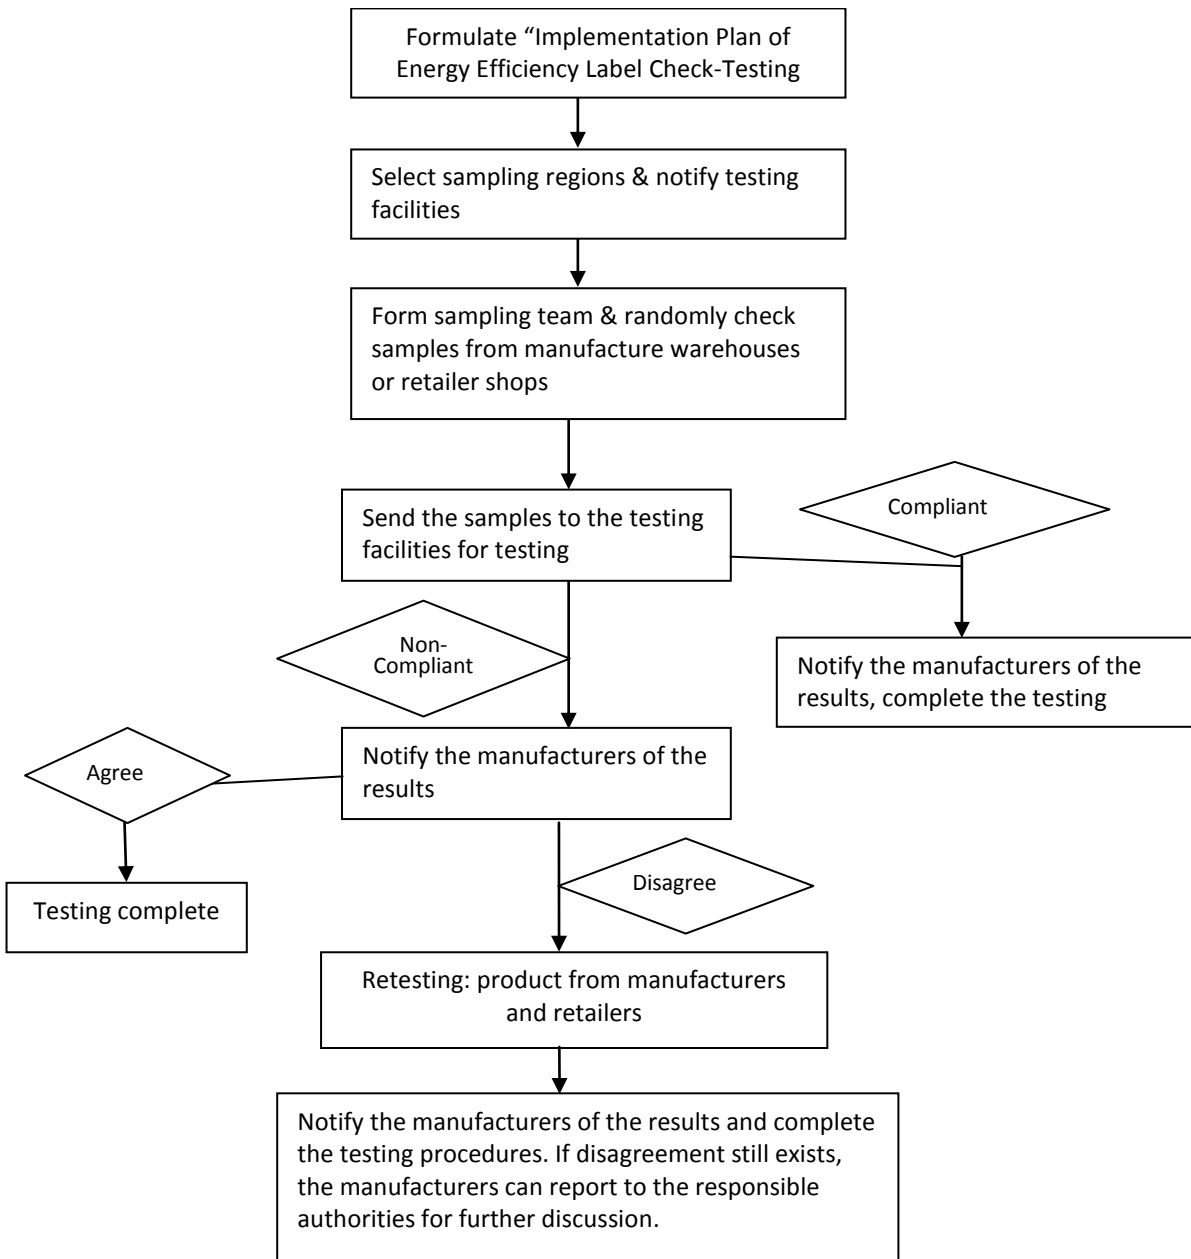 Formulate “Implementation Plan of
Energy Efficiency Label Check-Testing
Select sampling regions & notify testing
facilities
Form sampling team & randomly check
samples from manufacture warehouses
or retailer shops
Send the samples to the testing
facilities for testing
Compliant
Non-
Compliant
Notify the manufacturers of the
results, complete the testing
Notify the manufacturers of the
results
Agree
Disagree
Testing complete
Retesting: product from manufacturers
and retailers
Notify the manufacturers of the results and complete
the testing procedures. If disagreement still exists,
the manufacturers can report to the responsible
authorities for further discussion.